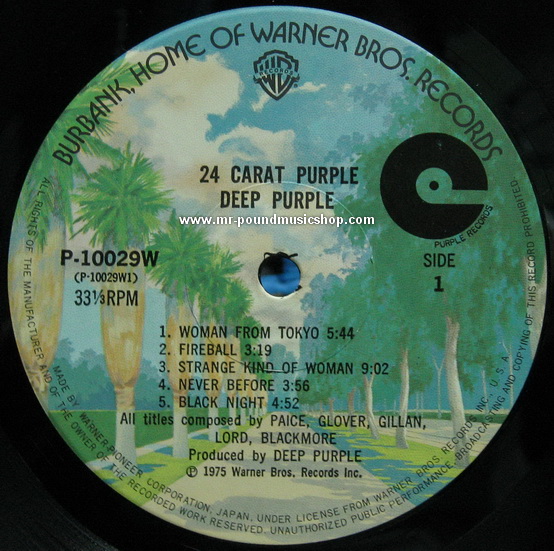 BURBANK, HOME OF WARNER BROS. RECORDS
WB
RECORDS
24 CARAT PURPLE
DEEP PURPLE
www.mr-poundmusicshop.com
PURPLE RECORDS
P-10029W
(P-10029W1)
33⅓RPM
SIDE
1
1. WOMAN FROM TOKYO 5:44
2. FIREBALL 3:19
3. STRANGE KIND OF WOMAN 9:02
4. NEVER BEFORE 3:56
5. BLACK NIGHT 4:52
All titles composed by PAICE, GLOVER, GILLAN,
LORD, BLACKMORE
Produced by DEEP PURPLE
℗ 1975 Warner Bros. Records Inc.
MADE BY WARNER-PIONEER CORPORATION, JAPAN, UNDER LICENSE FROM WARNER BROS RECORDS INC., U.S.A.
ALL RIGHTS OF THE MANUFACTURER AND OF THE OWNER OF THE RECORDED WORK RESERVED. UNAUTHORIZED PUBLIC PERFORMANCE, BROADCASTING AND COPYING OF THIS RECORD PROHIBITED